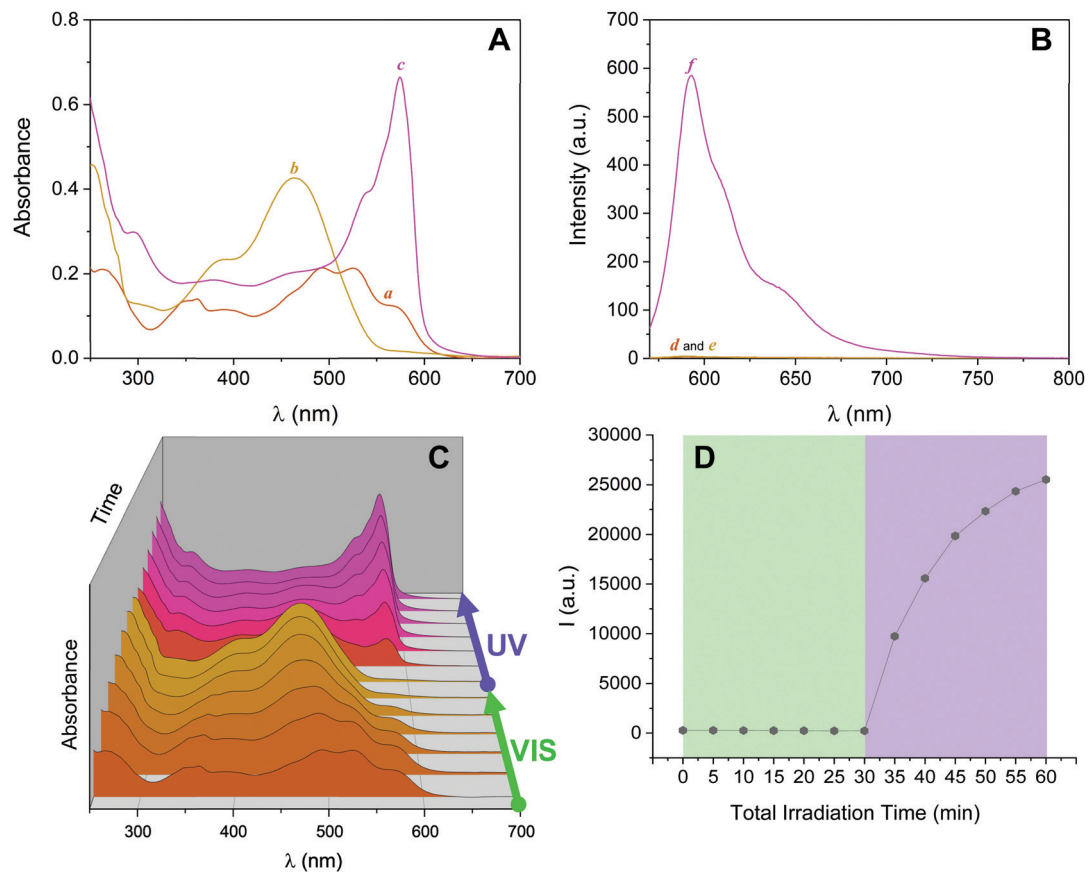 A
0.8
0.6
0.4
0.2
0.0
Absorbance
a
b
c
300 400 500 600 700
λ (nm)
B
700
600
500
400
300
200
100
0
Intensity (a.u.)
f
d and e
600 650 700 750 800
λ (nm)
C
Time
Absorbance
UV
VIS
300 400 500 600 700
λ (nm)
D
30000
25000
20000
15000
10000
5000
0
I (a.u.)
0 5 10 15 20 25 30 35 40 45 50 55 60
Total Irradiation Time (min)